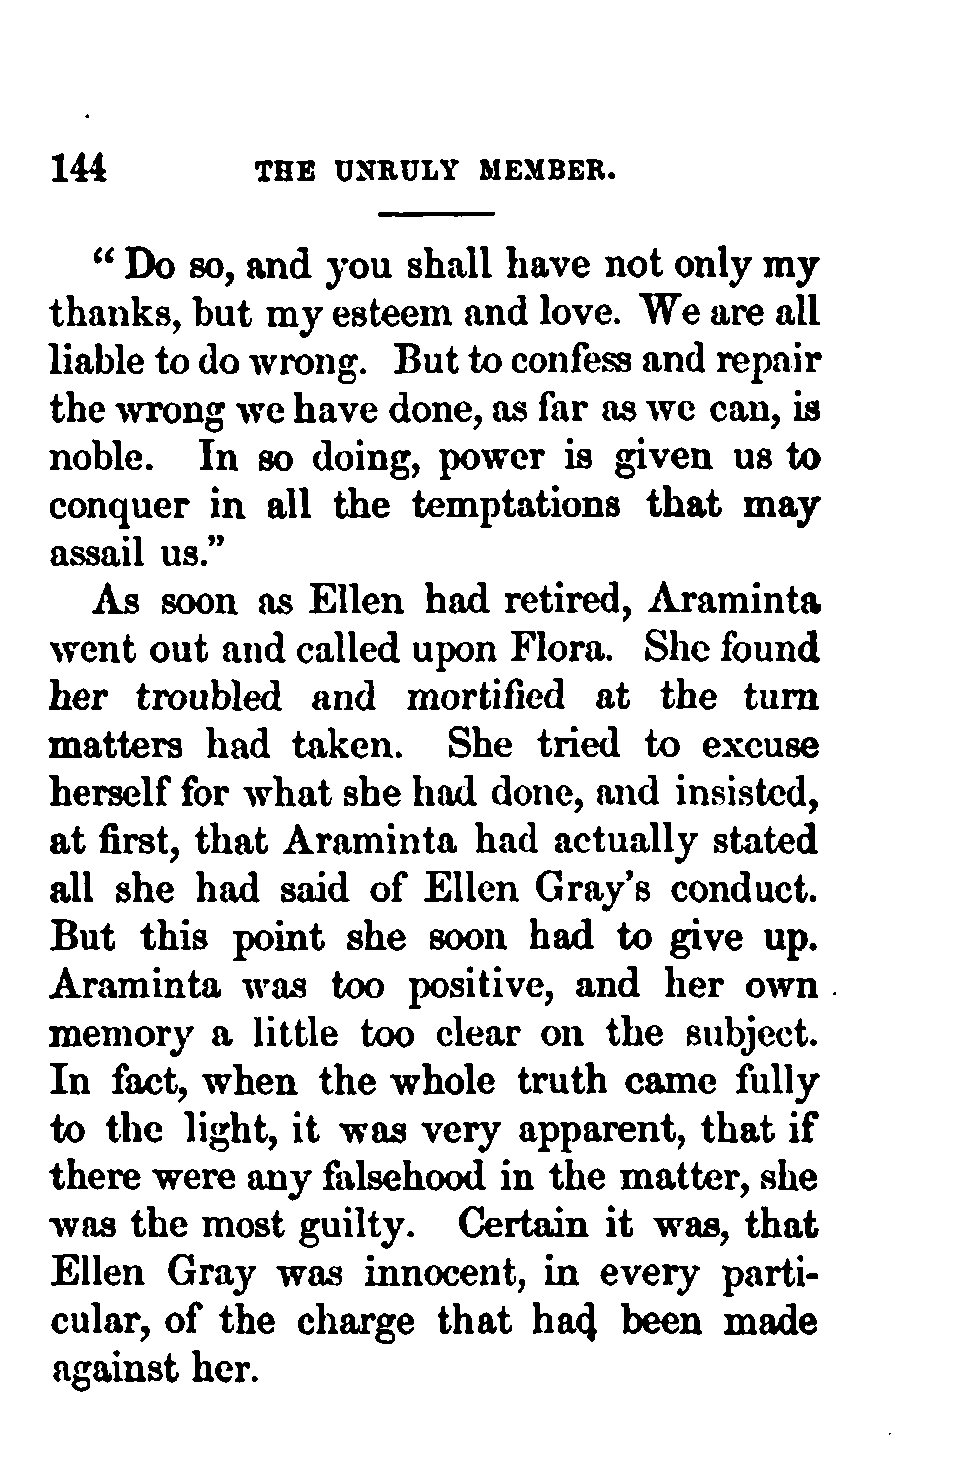 144 THE UNRULY MEMBER.
“ Do so, and you shall have not only my
thanks, but my esteem and love. We are all
liable to do wrong. But to confess and repair
the wrong we have done, as far as we can, is
noble. In so doing, power is given us to
conquer in all the temptations that may
assail us.”
As soon as Ellen had retired, Araminta
went out and called upon Flora. She found
her troubled and mortified at the turn
matters had taken. She tried to excuse
herself for what she had done, and insisted,
at first, that Araminta had actually stated
all she had said of Ellen Gray’s conduct.
But this point she soon had to give up.
Araminta was too positive, and her own
memory a little too clear on the subject.
In fact, when the whole truth came fully
to the light, it was very apparent, that if
there were any falsehood in the matter, she
was the most guilty. Certain it was, that
Ellen Gray was innocent, in every parti-
cular, of the charge that had been made
against her.